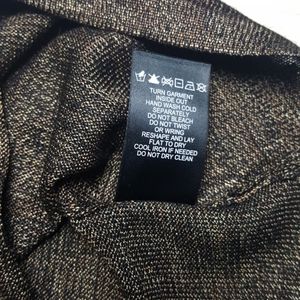 TURN GARMENT
INSIDE OUT
HAND WASH COLD
SEPARATELY
DO NOT BLEACH
DO NOT TWIST
OR WRING
RESHAPE AND LAY
FLAT TO DRY
COOL IRON IF NEEDED
DO NOT DRY CLEAN